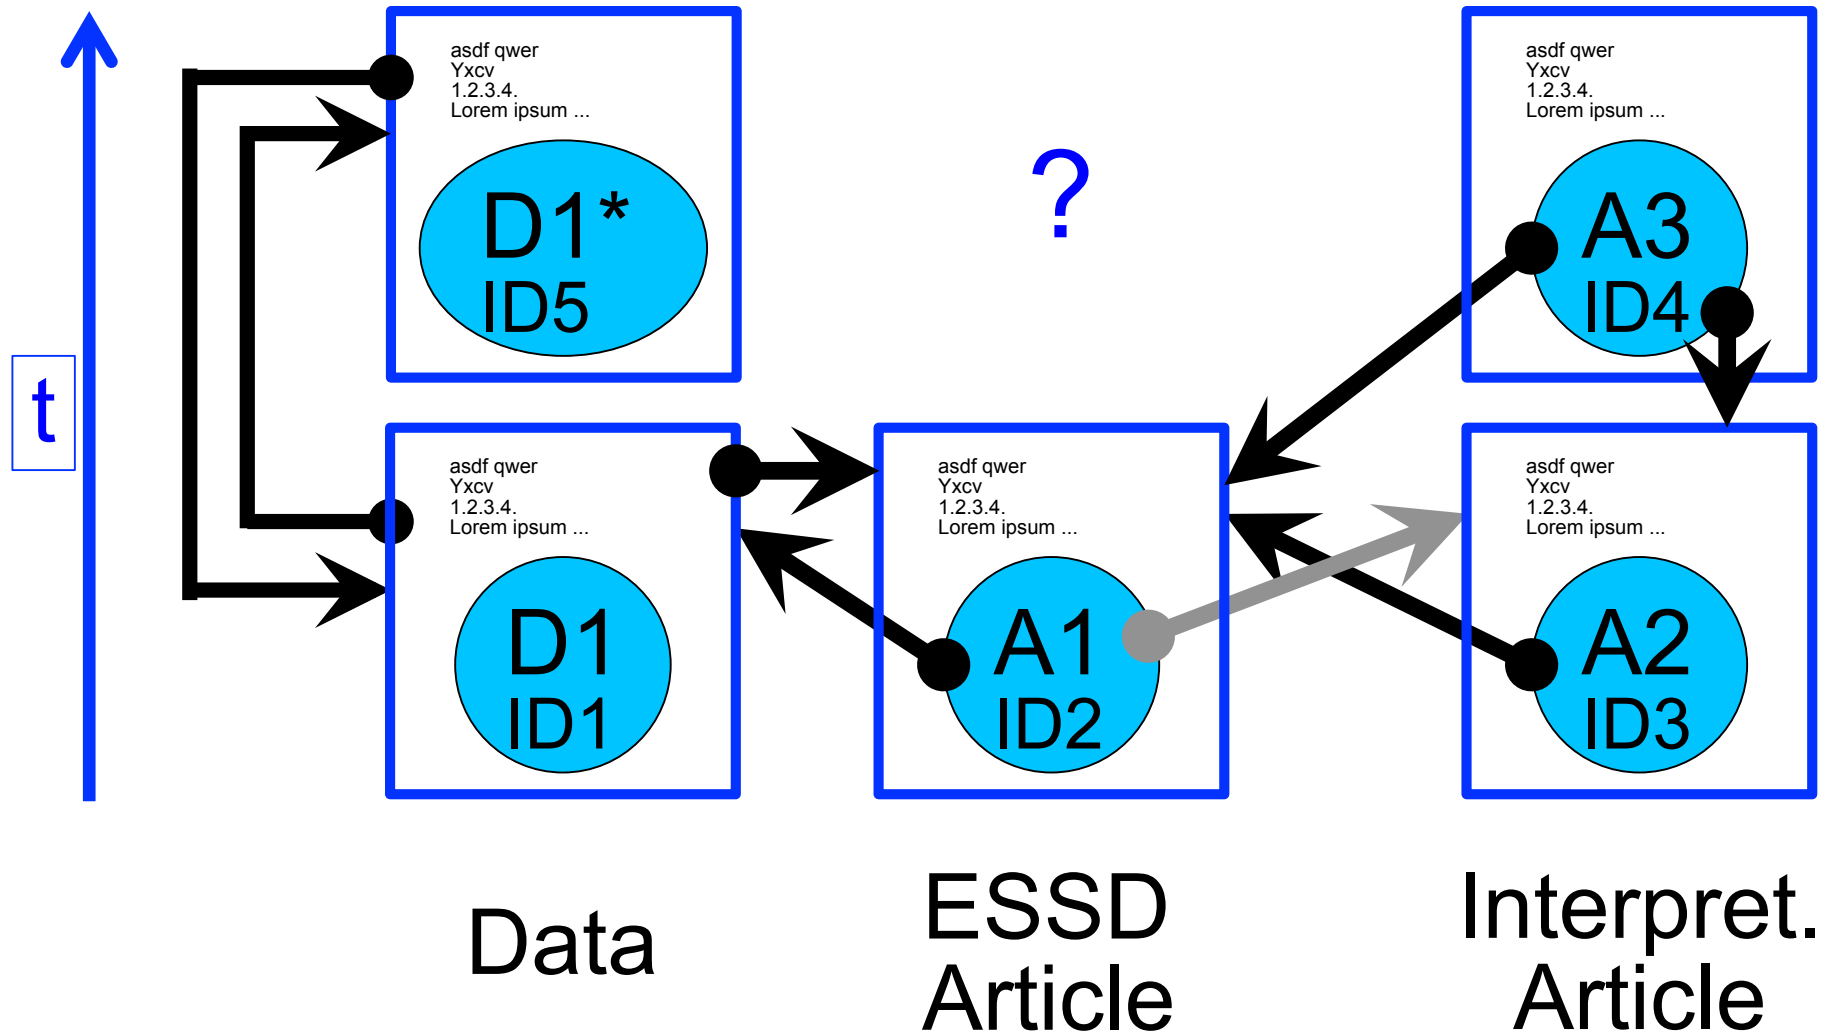 asdf qwer
Yxcv
1.2.3.4.
Lorem ipsum ...
D1*
ID5
?
asdf qwer
Yxcv
1.2.3.4.
Lorem ipsum ...
A3
ID4
t
asdf qwer
Yxcv
1.2.3.4.
Lorem ipsum ...
D1
ID1
asdf qwer
Yxcv
1.2.3.4.
Lorem ipsum ...
A1
ID2
asdf qwer
Yxcv
1.2.3.4.
Lorem ipsum ...
A2
ID3
Data
ESSD
Article
Interpret.
Article